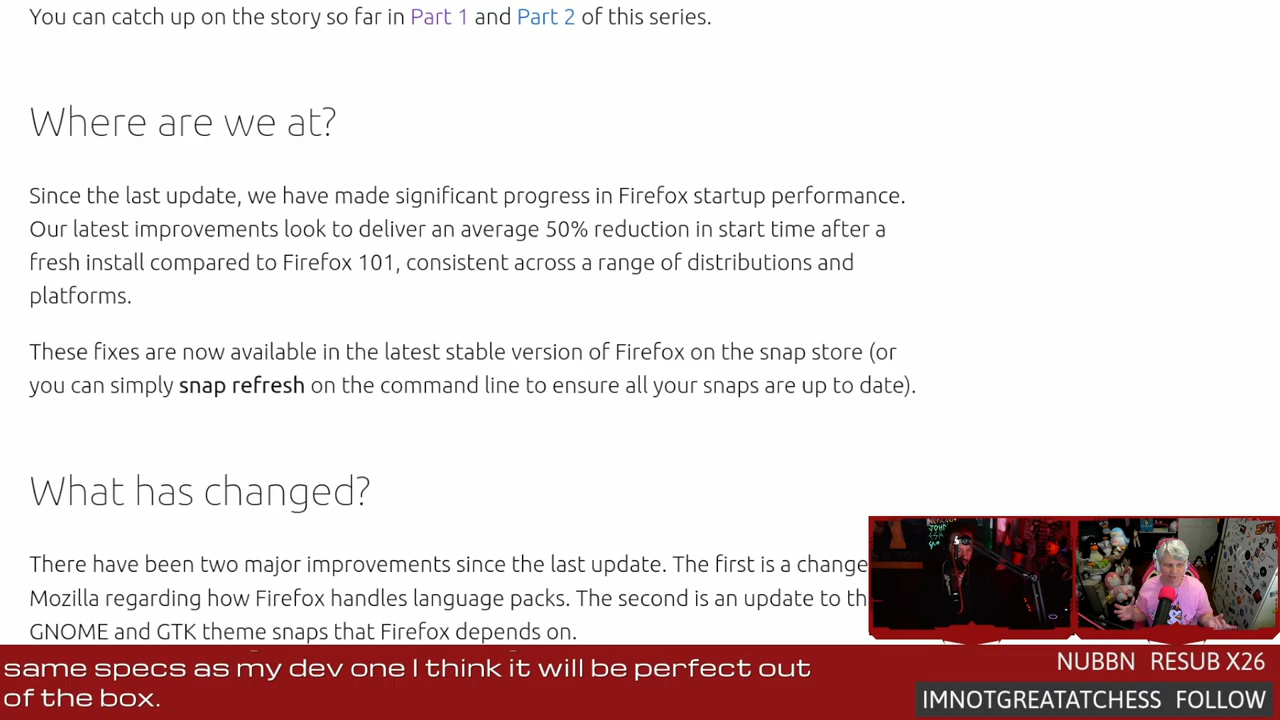 You can catch up on the story so far in Part 1 and Part 2 of this series.
Where are we at?
Since the last update, we have made significant progress in Firefox startup performance.
Our latest improvements look to deliver an average 50% reduction in start time after a
fresh install compared to Firefox 101, consistent across a range of distributions and
platforms.
These fixes are now available in the latest stable version of Firefox on the snap store (or
you can simply snap refresh on the command line to ensure all your snaps are up to date).
What has changed?
There have been two major improvements since the last update. The first is a change
Mozilla regarding how Firefox handles language packs. The second is an update to th
GNOME and GTK theme snaps that Firefox depends on.
same specs as my dev one I think it will be perfect out
of the box.
NUBBN RESUB X26
IMNOTGREATATCHESS FOLLOW